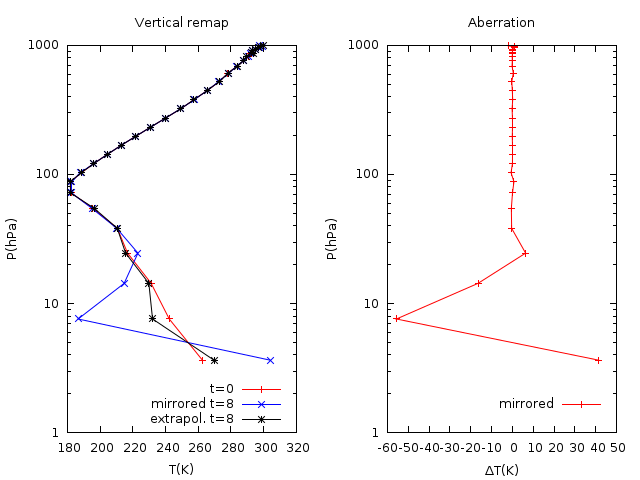 Vertical remap
Aberration
1000
100
10
1
P(hPa)
180 200 220 240 260 280 300 320
T(K)
t=0
mirrored t=8
extrapol. t=8
1000
100
10
1
P(hPa)
-60 -50 -40 -30 -20 -10 0 10 20 30 40 50
ΔT(K)
mirrored